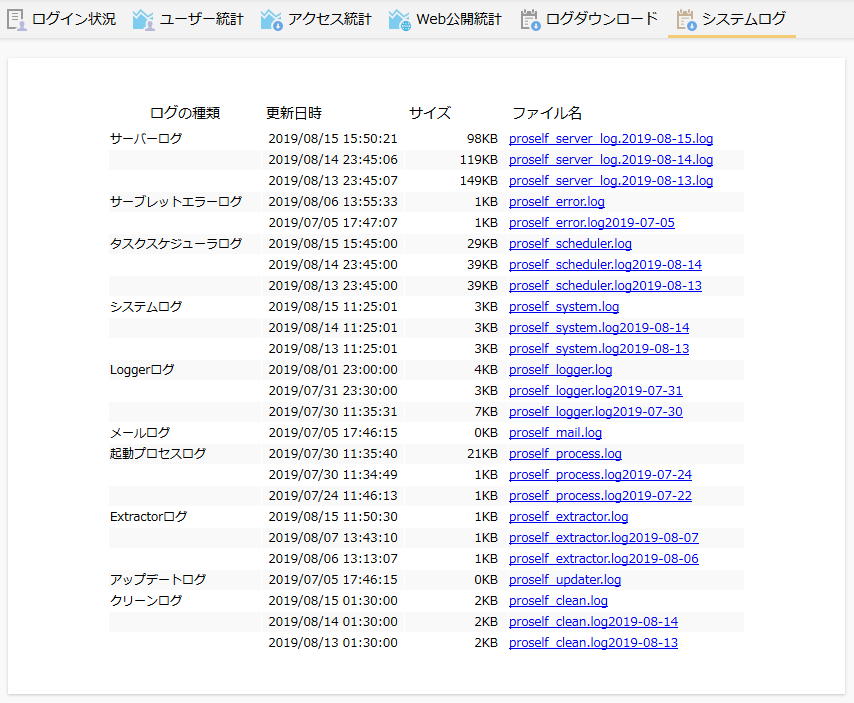 ログイン状況 ユーザー統計 アクセス統計 Web公開統計 ログダウンロード システムログ
ログの種類 更新日時 サイズ ファイル名
サーバーログ 2019/08/15 15:50:21 98KB proself_server_log.2019-08-15.log
2019/08/14 23:45:06 119KB proself_server_log.2019-08-14.log
2019/08/13 23:45:07 149KB proself_server_log.2019-08-13.log
サーブレットエラーログ 2019/08/06 13:55:33 1KB proself_error.log
2019/07/05 17:47:07 1KB proself_error.log2019-07-05
タスクスケジューラログ 2019/08/15 15:45:00 29KB proself_scheduler.log
2019/08/14 23:45:00 39KB proself_scheduler.log2019-08-14
2019/08/13 23:45:00 39KB proself_scheduler.log2019-08-13
システムログ 2019/08/15 11:25:01 3KB proself_system.log
2019/08/14 11:25:01 3KB proself_system.log2019-08-14
2019/08/13 11:25:01 3KB proself_system.log2019-08-13
Loggerログ 2019/08/01 23:00:00 4KB proself_logger.log
2019/07/31 23:30:00 3KB proself_logger.log2019-07-31
2019/07/30 11:35:31 7KB proself_logger.log2019-07-30
メールログ 2019/07/05 17:46:15 0KB proself_mail.log
起動プロセスログ 2019/07/30 11:35:40 21KB proself_process.log
2019/07/30 11:34:49 1KB proself_process.log2019-07-24
2019/07/24 11:46:13 1KB proself_process.log2019-07-22
Extractorログ 2019/08/15 11:50:30 1KB proself_extractor.log
2019/08/07 13:43:10 1KB proself_extractor.log2019-08-07
2019/08/06 13:13:07 1KB proself_extractor.log2019-08-06
アップデートログ 2019/07/05 17:46:15 0KB proself_updater.log
クリーンログ 2019/08/15 01:30:00 2KB proself_clean.log
2019/08/14 01:30:00 2KB proself_clean.log2019-08-14
2019/08/13 01:30:00 2KB proself_clean.log2019-08-13